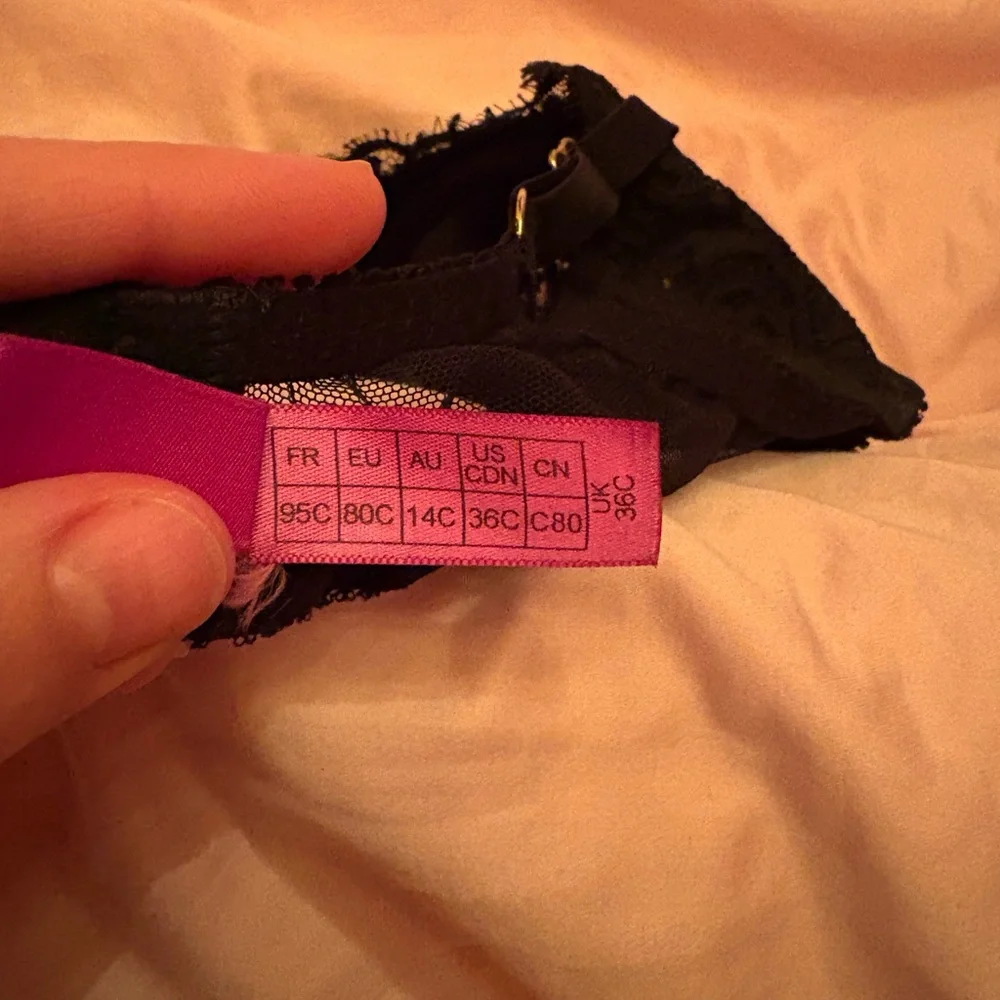 FR EU AU US CDN CN
95C 80C 14C 36C C80
UK
36C